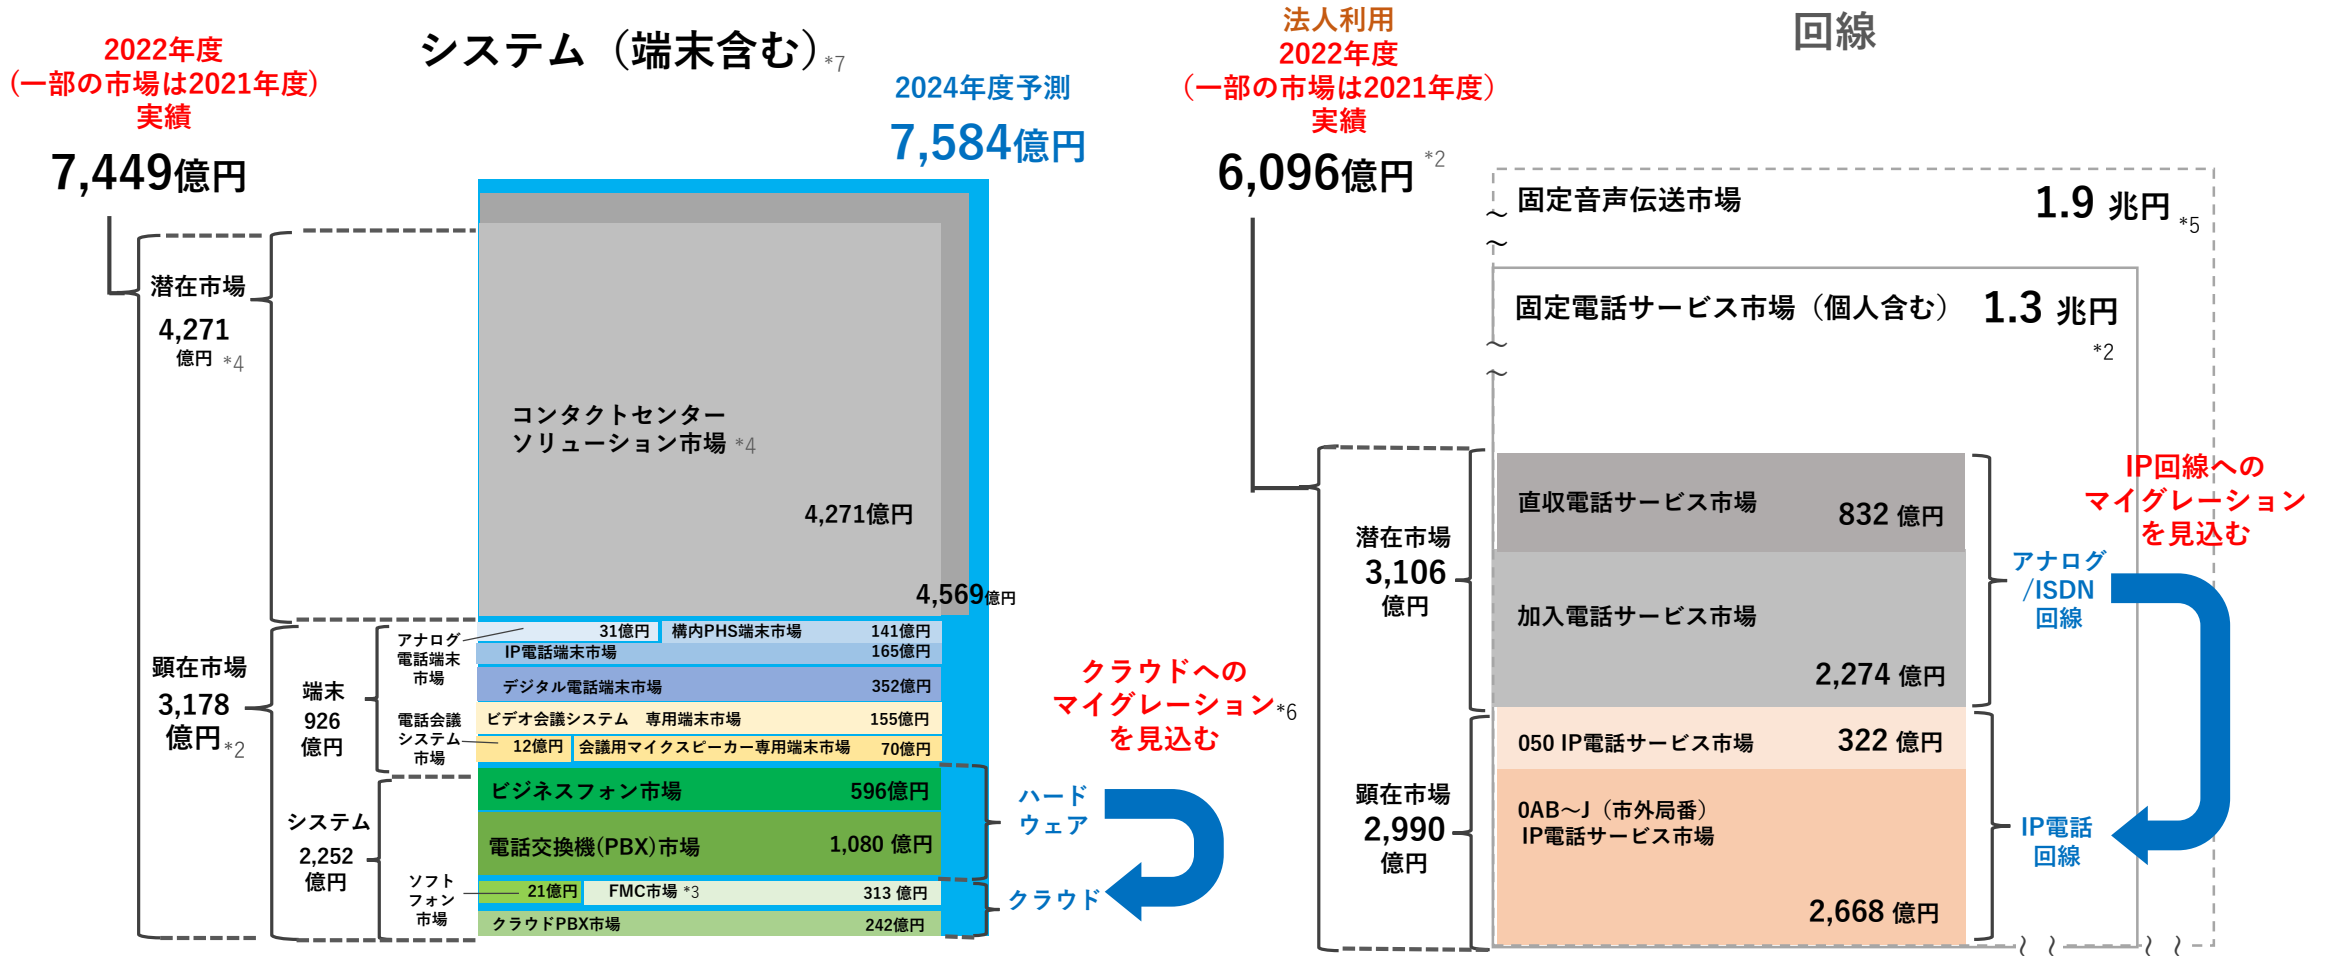 システム（端末含む）*7
2022年度
（一部の市場は2021年度）
実績
7,449億円
2024年度予測
7,584億円
潜在市場
4,271
億円 *4
コンタクトセンター
ソリューション市場 *4
4,271億円
4,569億円
顕在市場
3,178
億円*2
端末
926
億円
アナログ
電話端末
市場
31億円
構内PHS端末市場 141億円
IP電話端末市場 165億円
デジタル電話端末市場 352億円
ビデオ会議システム　専用端末市場 155億円
電話会議
システム
市場
12億円
会議用マイクスピーカー専用端末市場 70億円
システム
2,252
億円
ビジネスフォン市場 596億円
電話交換機(PBX)市場 1,080 億円
ソフト
フォン
市場
21億円
FMC市場 *3 313 億円
クラウドPBX市場 242億円
クラウドへの
マイグレーション*6
を見込む
ハード
ウェア
クラウド
回線
法人利用
2022年度
（一部の市場は2021年度）
実績
6,096億円 *2
固定音声伝送市場 1.9 兆円 *5
固定電話サービス市場（個人含む） 1.3 兆円
*2
潜在市場
3,106
億円
直収電話サービス市場 832 億円
加入電話サービス市場
2,274 億円
顕在市場
2,990
億円
050 IP電話サービス市場 322 億円
0AB～J（市外局番）
IP電話サービス市場
2,668 億円
IP回線への
マイグレーション
を見込む
アナログ
/ISDN
回線
IP電話
回線